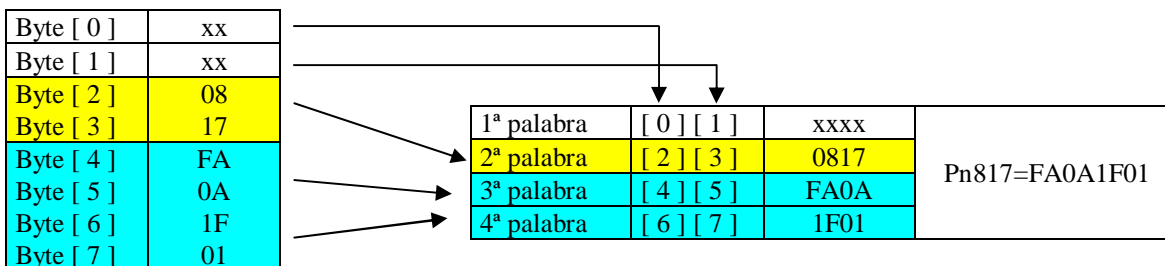 Byte [ 0 ] xx
Byte [ 1 ] xx
Byte [ 2 ] 08
Byte [ 3 ] 17
Byte [ 4 ] FA
Byte [ 5 ] 0A
Byte [ 6 ] 1F
Byte [ 7 ] 01
1ª palabra [ 0 ] [ 1 ] xxxx
2ª palabra [ 2 ] [ 3 ] 0817
3ª palabra [ 4 ] [ 5 ] FA0A
4ª palabra [ 6 ] [ 7 ] 1F01
Pn817=FA0A1F01